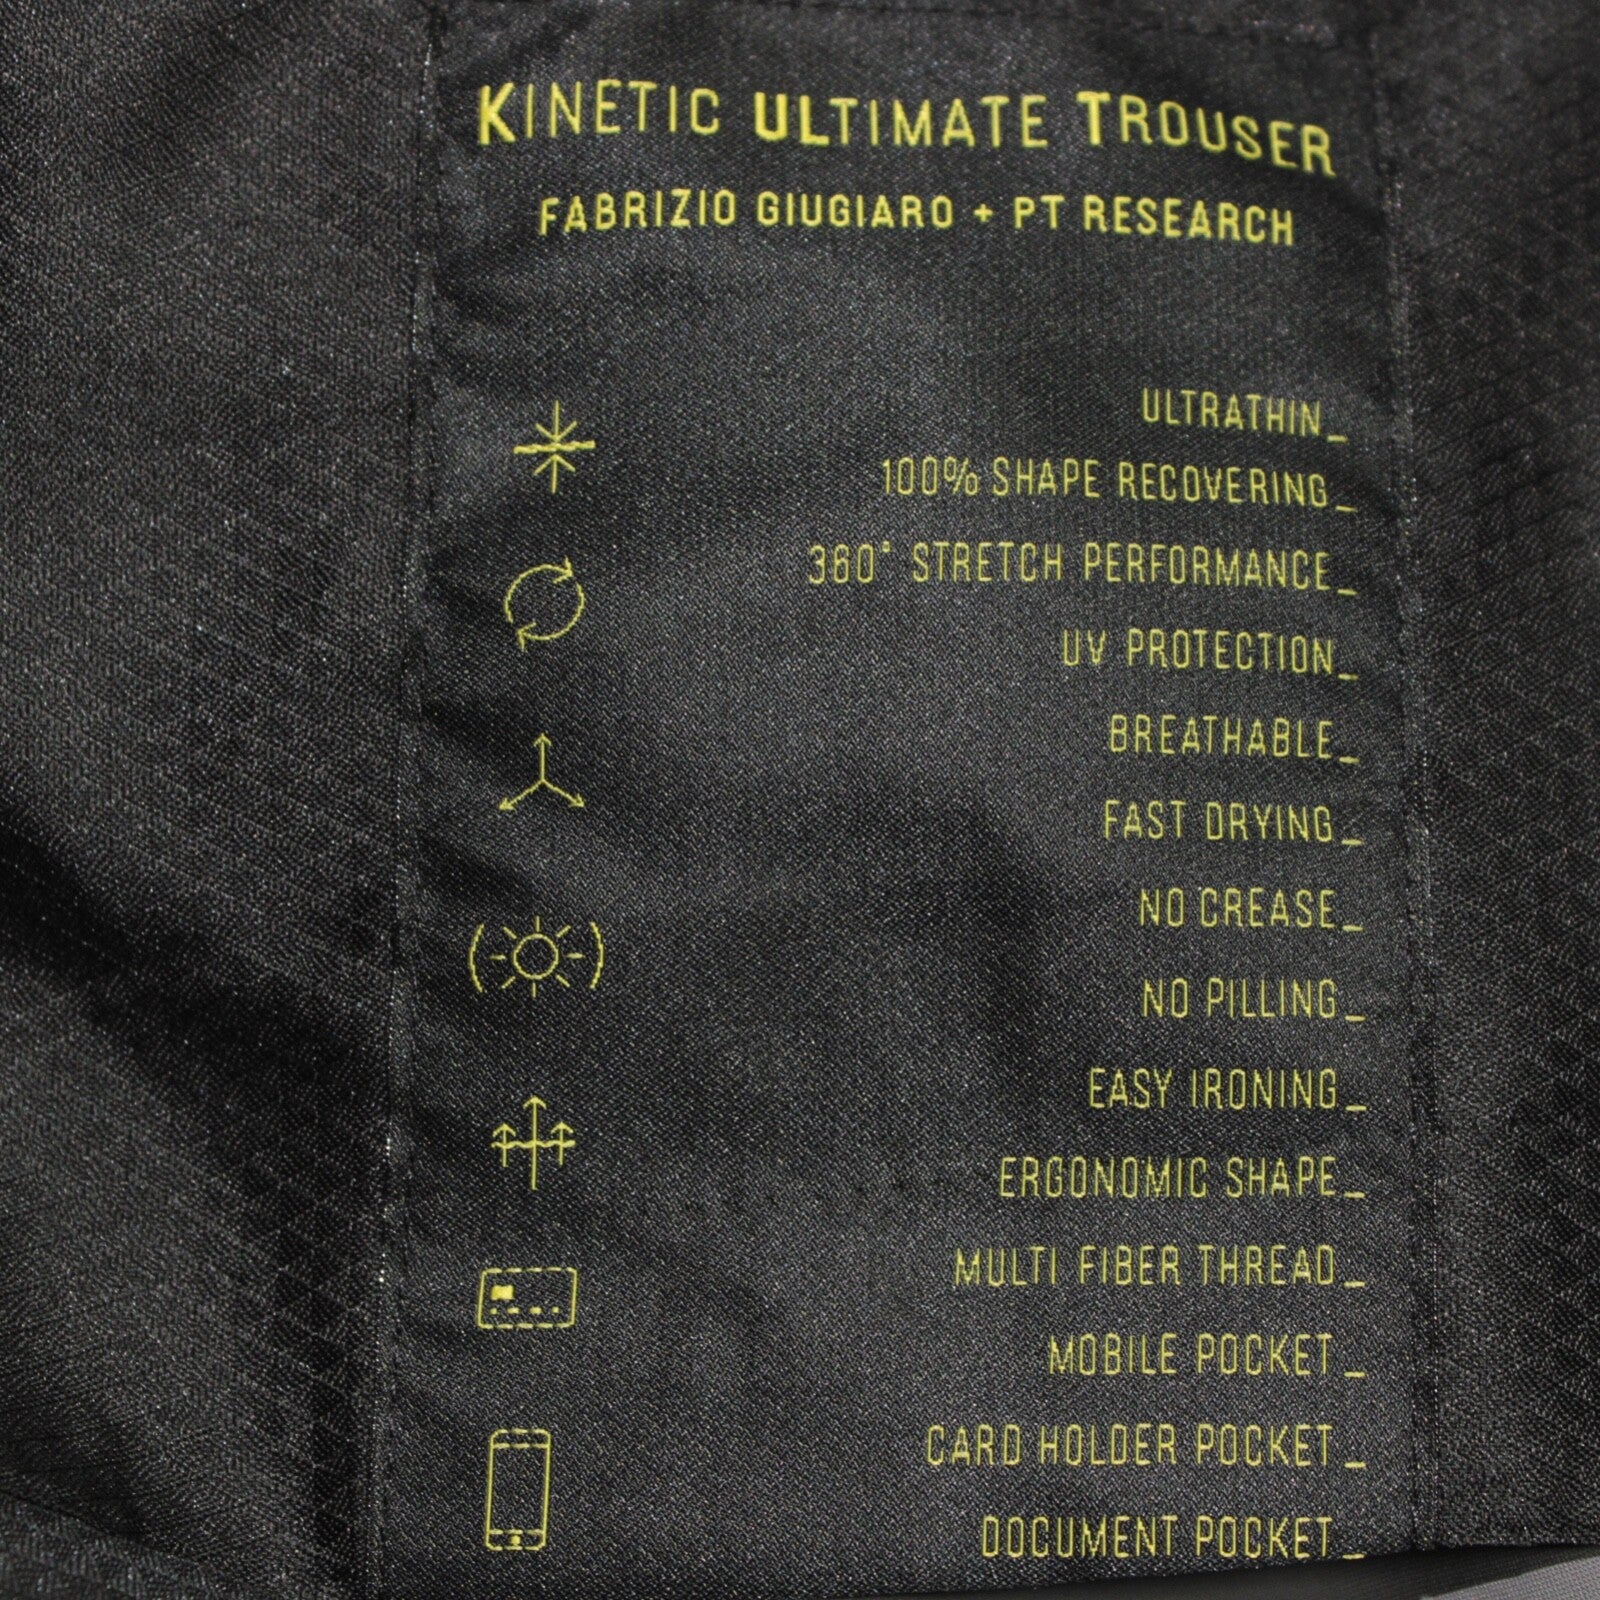 KINETIC ULTIMATE TROUSER
FABRIZIO GIUGIARO + PT RESEARCH
ULTRATHIN_
100% SHAPE RECOVERING_
360° STRETCH PERFORMANCE_
UV PROTECTION_
BREATHABLE_
FAST DRYING_
NO CREASE_
NO PILLING_
EASY IRONING_
ERGONOMIC SHAPE_
MULTI FIBER THREAD_
MOBILE POCKET_
CARD HOLDER POCKET_
DOCUMENT POCKET_